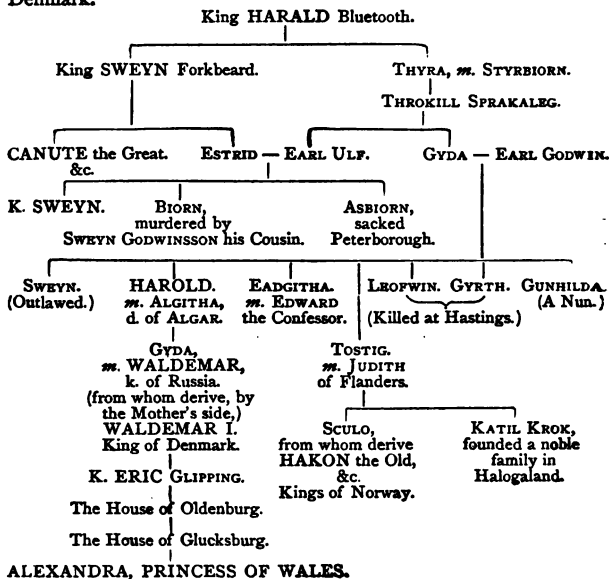 Denmark.
King HARALD Bluetooth.
King SWEYN Forkbeard. THYRA, m. STYRBIORN.
THROKILL SPRAKALEG.
CANUTE the Great. ESTRID — EARL ULF. GYDA — EARL GODWIN.
&c.
K. SWEYN. BIORN, ASBIORN,
murdered by sacked
SWEYN GODWINSSON his Cousin. Peterborough.
SWEYN. HAROLD. EADGITHA. LEOFWIN. GYRTH. GUNHILDA.
(Outlawed.) m. ALGITHA, m. EDWARD (A Nun.)
d. of ALGAR. the Confessor. (Killed at Hastings.)
GYDA, TOSTIG.
m. WALDEMAR, m. JUDITH
k. of Russia. of Flanders.
(from whom derive, by
the Mother's side,)
WALDEMAR I. SCULO, KATIL KROK,
King of Denmark. from whom derive founded a noble
HAKON the Old, family in
K. ERIC GLIPPING. &c. Halogaland.
Kings of Norway.
The House of Oldenburg.
The House of Glucksburg.
ALEXANDRA, PRINCESS OF WALES.